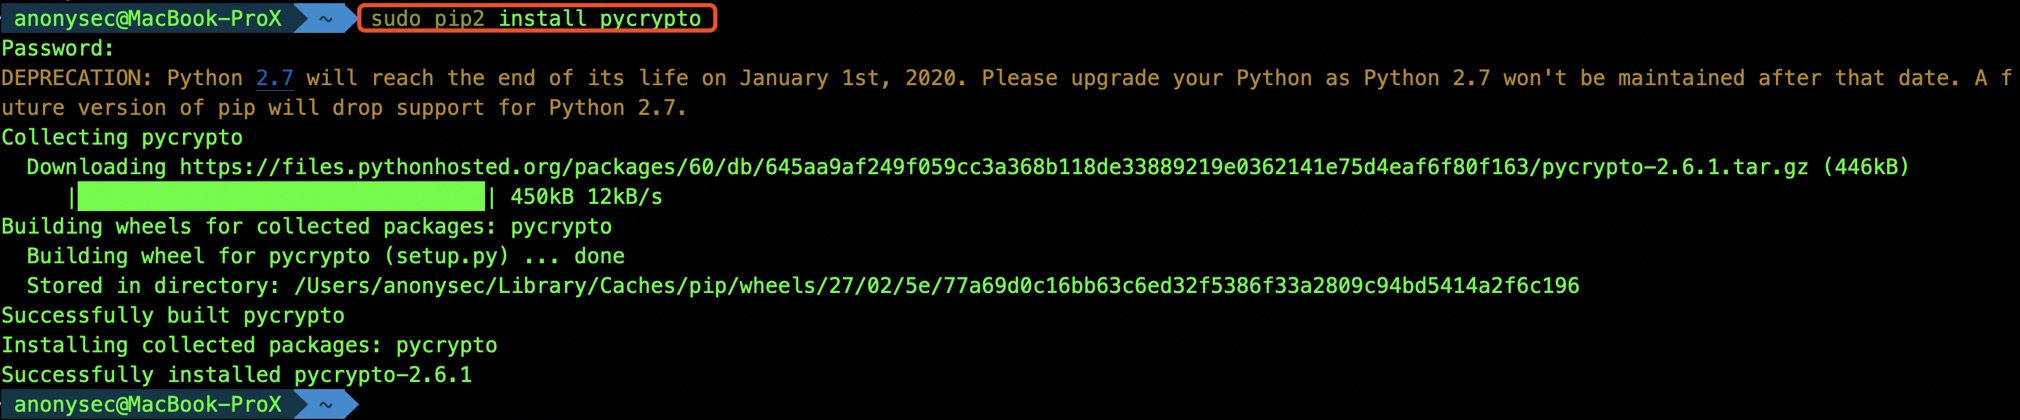 anonysec@MacBook-ProX ~ sudo pip2 install pycrypto
Password:
DEPRECATION: Python 2.7 will reach the end of its life on January 1st, 2020. Please upgrade your Python as Python 2.7 won't be maintained after that date. A f
uture version of pip will drop support for Python 2.7.
Collecting pycrypto
  Downloading https://files.pythonhosted.org/packages/60/db/645aa9af249f059cc3a368b118de33889219e0362141e75d4eaf6f80f163/pycrypto-2.6.1.tar.gz (446kB)
     |████████████████████████████████| 450kB 12kB/s
Building wheels for collected packages: pycrypto
  Building wheel for pycrypto (setup.py) ... done
  Stored in directory: /Users/anonysec/Library/Caches/pip/wheels/27/02/5e/77a69d0c16bb63c6ed32f5386f33a2809c94bd5414a2f6c196
Successfully built pycrypto
Installing collected packages: pycrypto
Successfully installed pycrypto-2.6.1
anonysec@MacBook-ProX ~